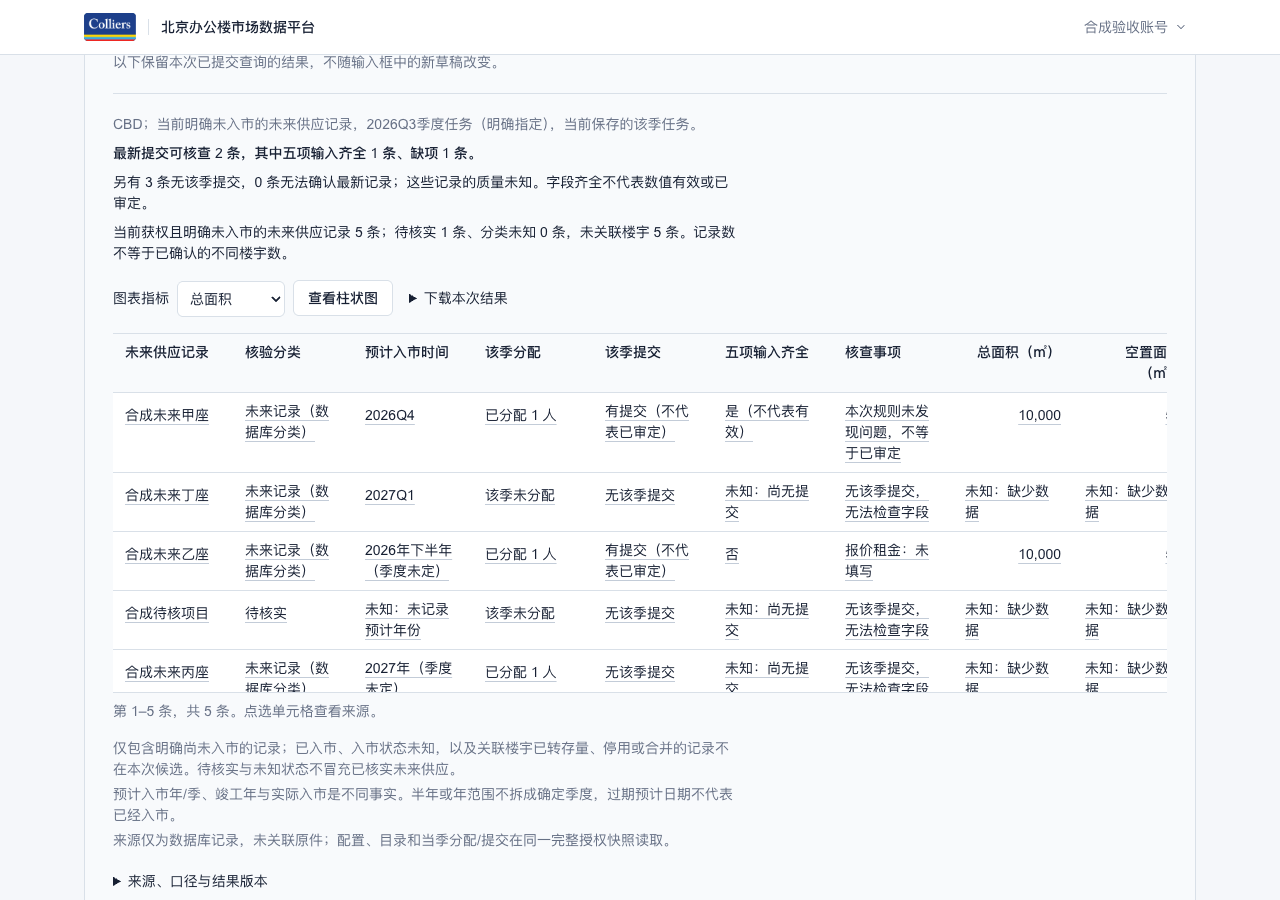 Colliers 北京办公楼市场数据平台 合成验收账号
以下保留本次已提交查询的结果，不随输入框中的新草稿改变。
CBD；当前明确未入市的未来供应记录，2026Q3季度任务（明确指定），当前保存的该季任务。
最新提交可核查 2 条，其中五项输入齐全 1 条、缺项 1 条。
另有 3 条无该季提交，0 条无法确认最新记录；这些记录的质量未知。字段齐全不代表数值有效或已
审定。
当前获权且明确未入市的未来供应记录 5 条；待核实 1 条、分类未知 0 条，未关联楼宇 5 条。记录数
不等于已确认的不同楼宇数。
图表指标 总面积 查看柱状图 ▶ 下载本次结果
未来供应记录 核验分类 预计入市时间 该季分配 该季提交 五项输入齐全 核查事项 总面积（㎡） 空置面
（㎡
合成未来甲座 未来记录（数 2026Q4 已分配 1 人 有提交（不代 是（不代表有 本次规则未发 10,000
据库分类） 表已审定） 效） 现问题，不等
于已审定
合成未来丁座 未来记录（数 2027Q1 该季未分配 无该季提交 未知：尚无提 无该季提交， 未知：缺少数 未知：缺少数
据库分类） 交 无法检查字段 据 据
合成未来乙座 未来记录（数 2026年下半年 已分配 1 人 有提交（不代 否 报价租金：未 10,000
据库分类） （季度未定） 表已审定） 填写
合成待核项目 待核实 未知：未记录 该季未分配 无该季提交 未知：尚无提 无该季提交， 未知：缺少数 未知：缺少数
预计年份 交 无法检查字段 据 据
合成未来丙座 未来记录（数 2027年（季度 已分配 1 人 无该季提交 未知：尚无提 无该季提交， 未知：缺少数 未知：缺少数
据库分类） 未定） 交 无法检查字段 据 据
第 1–5 条，共 5 条。点选单元格查看来源。
仅包含明确尚未入市的记录；已入市、入市状态未知，以及关联楼宇已转存量、停用或合并的记录不
在本次候选。待核实与未知状态不冒充已核实未来供应。
预计入市年/季、竣工年与实际入市是不同事实。半年或年范围不拆成确定季度，过期预计日期不代表
已经入市。
来源仅为数据库记录，未关联原件；配置、目录和当季分配/提交在同一完整授权快照读取。
▶ 来源、口径与结果版本